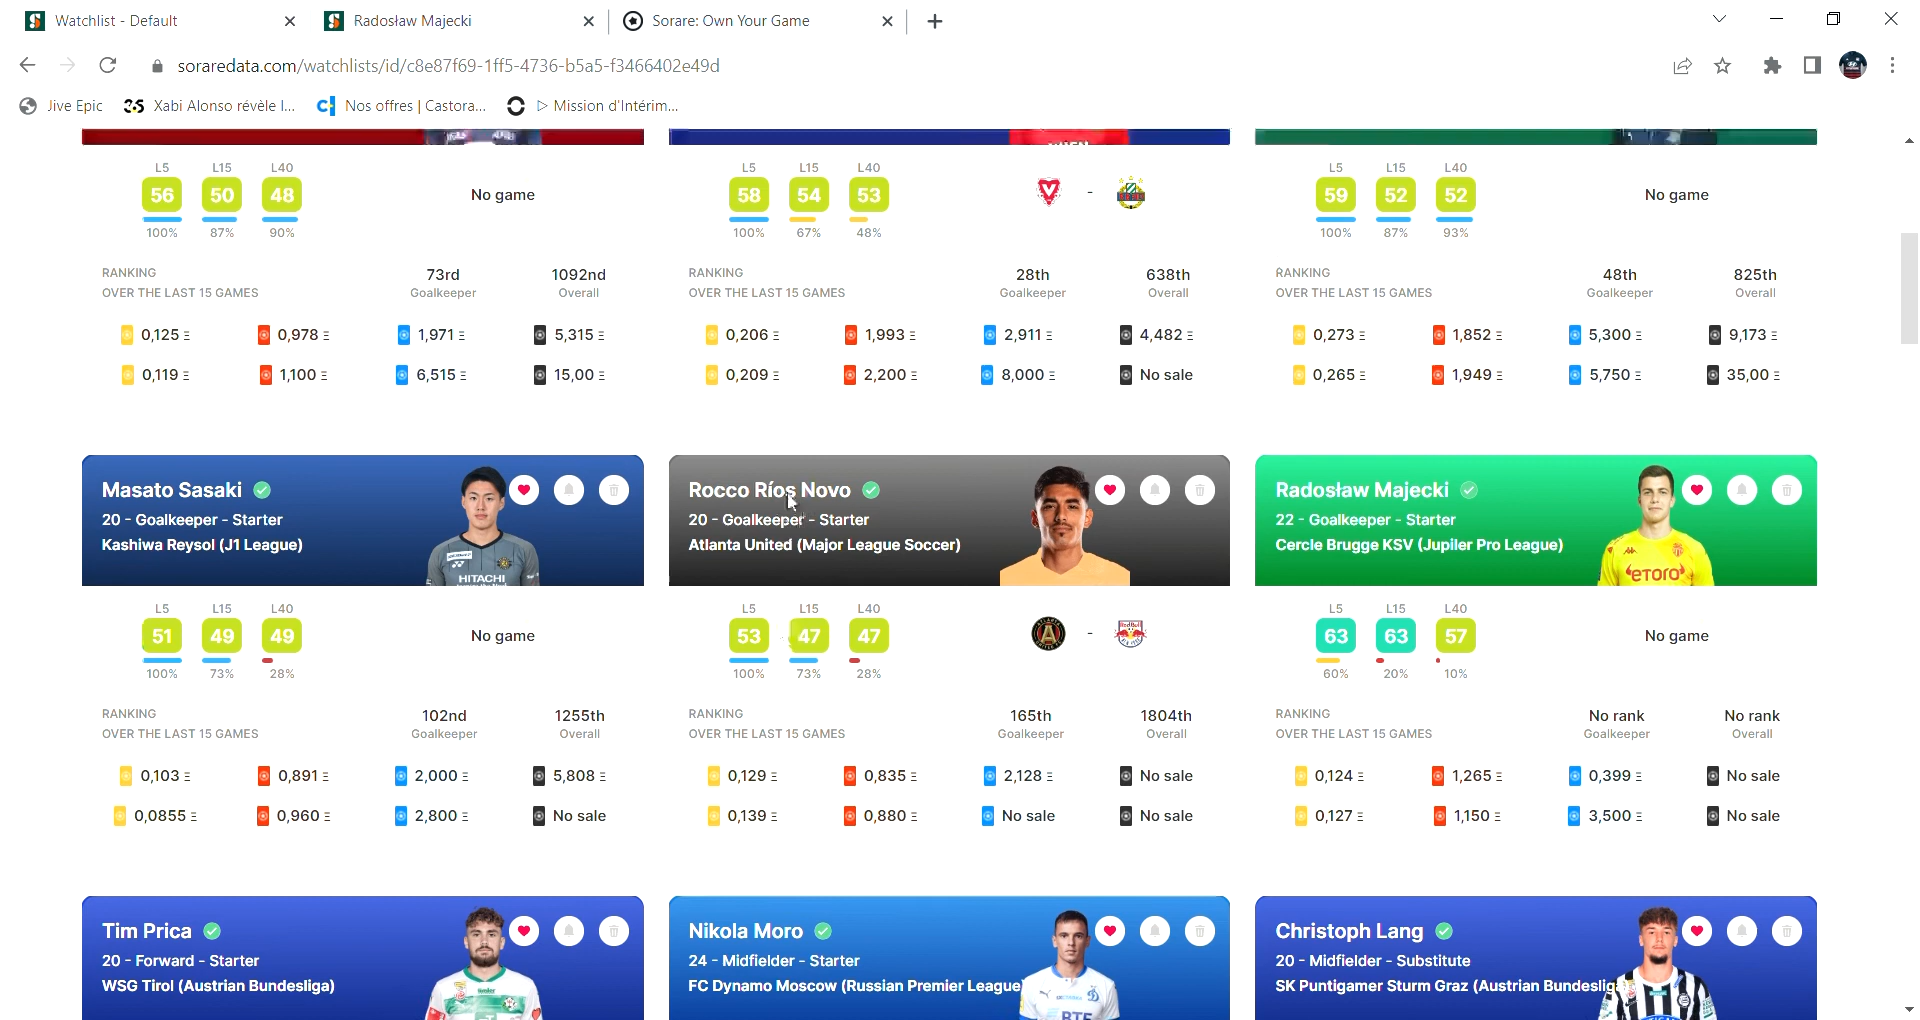 Watchlist - Default
Radosław Majecki
Sorare: Own Your Game
soraredata.com/watchlists/id/c8e87f69-1ff5-4736-b5a5-f3466402e49d
Jive Epic
Xabi Alonso révèle l...
Nos offres | Castora...
▷ Mission d'Intérim...
L5 L15 L40
56 50 48
No game
100% 87% 90%
RANKING
OVER THE LAST 15 GAMES
73rd 1092nd
Goalkeeper Overall
0,125 Ξ 0,978 Ξ 1,971 Ξ 5,315 Ξ
0,119 Ξ 1,100 Ξ 6,515 Ξ 15,00 Ξ
L5 L15 L40
58 54 53
-
100% 67% 48%
RANKING
OVER THE LAST 15 GAMES
28th 638th
Goalkeeper Overall
0,206 Ξ 1,993 Ξ 2,911 Ξ 4,482 Ξ
0,209 Ξ 2,200 Ξ 8,000 Ξ No sale
L5 L15 L40
59 52 52
No game
100% 87% 93%
RANKING
OVER THE LAST 15 GAMES
48th 825th
Goalkeeper Overall
0,273 Ξ 1,852 Ξ 5,300 Ξ 9,173 Ξ
0,265 Ξ 1,949 Ξ 5,750 Ξ 35,00 Ξ
Masato Sasaki
20 - Goalkeeper - Starter
Kashiwa Reysol (J1 League)
HITACHI
L5 L15 L40
51 49 49
No game
100% 73% 28%
RANKING
OVER THE LAST 15 GAMES
102nd 1255th
Goalkeeper Overall
0,103 Ξ 0,891 Ξ 2,000 Ξ 5,808 Ξ
0,0855 Ξ 0,960 Ξ 2,800 Ξ No sale
Rocco Ríos Novo
20 - Goalkeeper - Starter
Atlanta United (Major League Soccer)
L5 L15 L40
53 47 47
-
Red Bull
100% 73% 28%
RANKING
OVER THE LAST 15 GAMES
165th 1804th
Goalkeeper Overall
0,129 Ξ 0,835 Ξ 2,128 Ξ No sale
0,139 Ξ 0,880 Ξ No sale No sale
Radosław Majecki
22 - Goalkeeper - Starter
Cercle Brugge KSV (Jupiler Pro League)
eToro
L5 L15 L40
63 63 57
No game
60% 20% 10%
RANKING
OVER THE LAST 15 GAMES
No rank No rank
Goalkeeper Overall
0,124 Ξ 1,265 Ξ 0,399 Ξ No sale
0,127 Ξ 1,150 Ξ 3,500 Ξ No sale
Tim Prica
20 - Forward - Starter
WSG Tirol (Austrian Bundesliga)
Nikola Moro
24 - Midfielder - Starter
FC Dynamo Moscow (Russian Premier League
ВТБ
Christoph Lang
20 - Midfielder - Substitute
SK Puntigamer Sturm Graz (Austrian Bundeslig